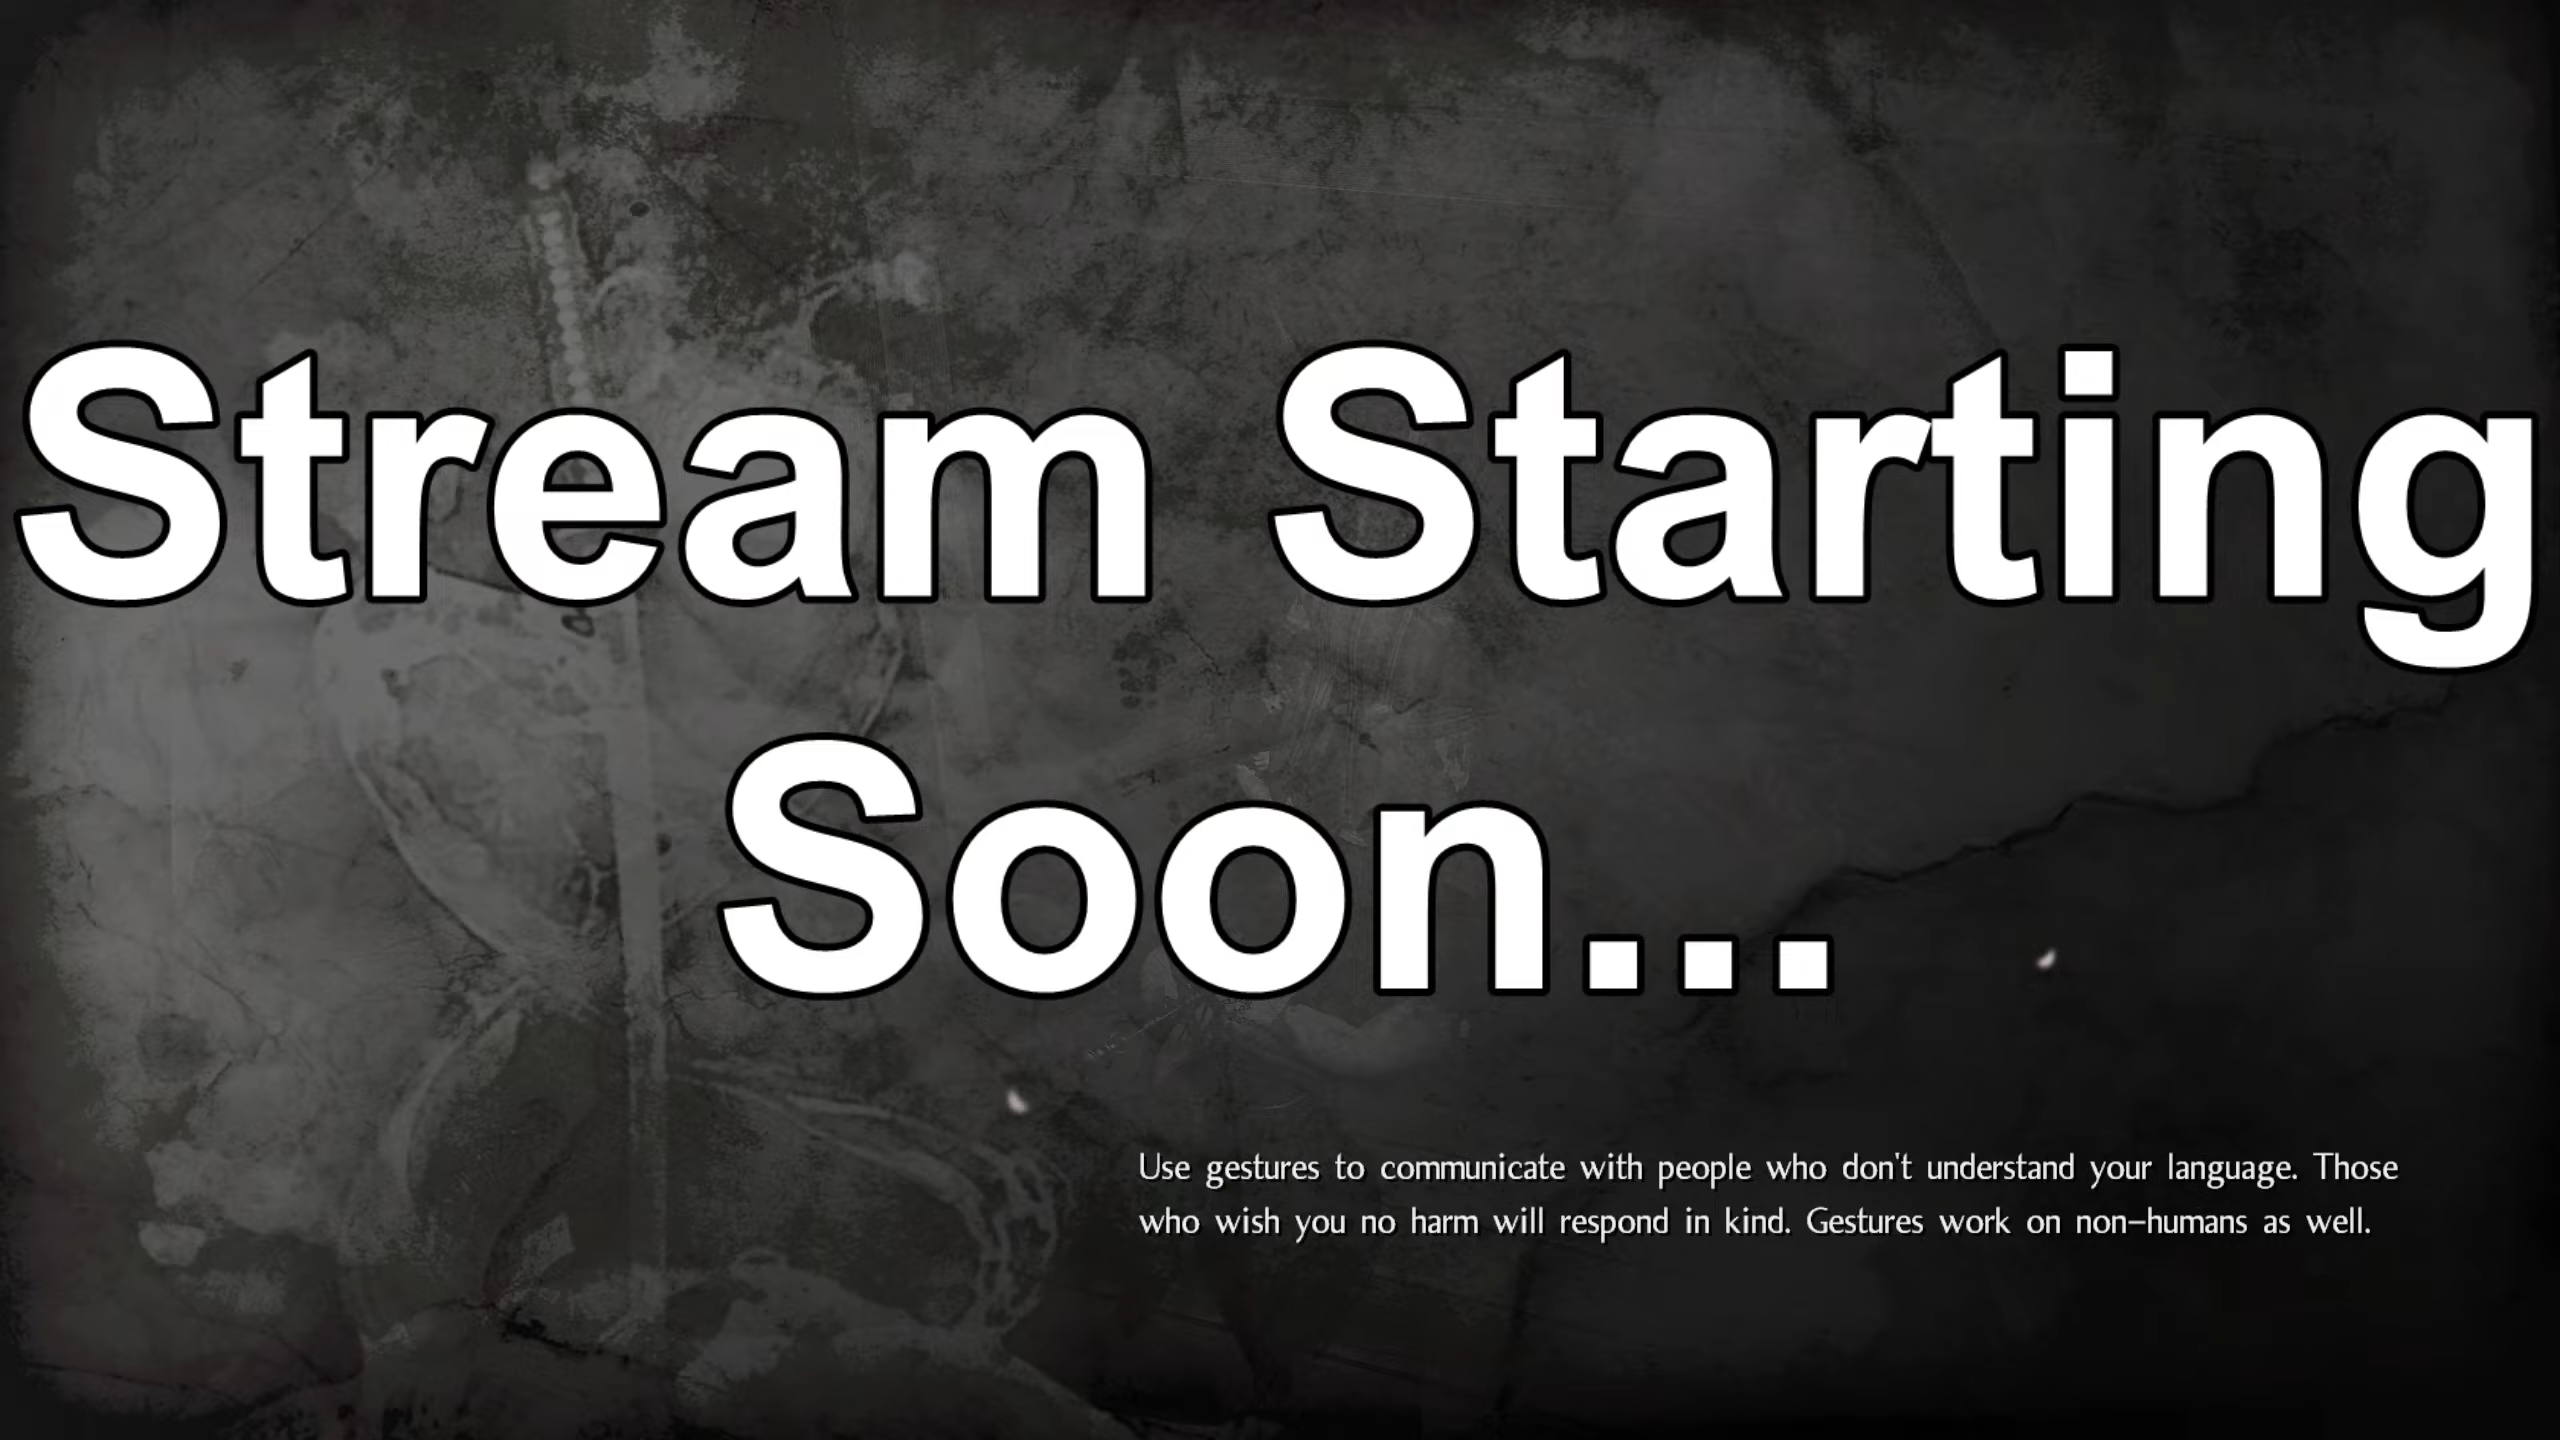 Stream Starting
Soon...
Use gestures to communicate with people who don't understand your language. Those
who wish you no harm will respond in kind. Gestures work on non-humans as well.